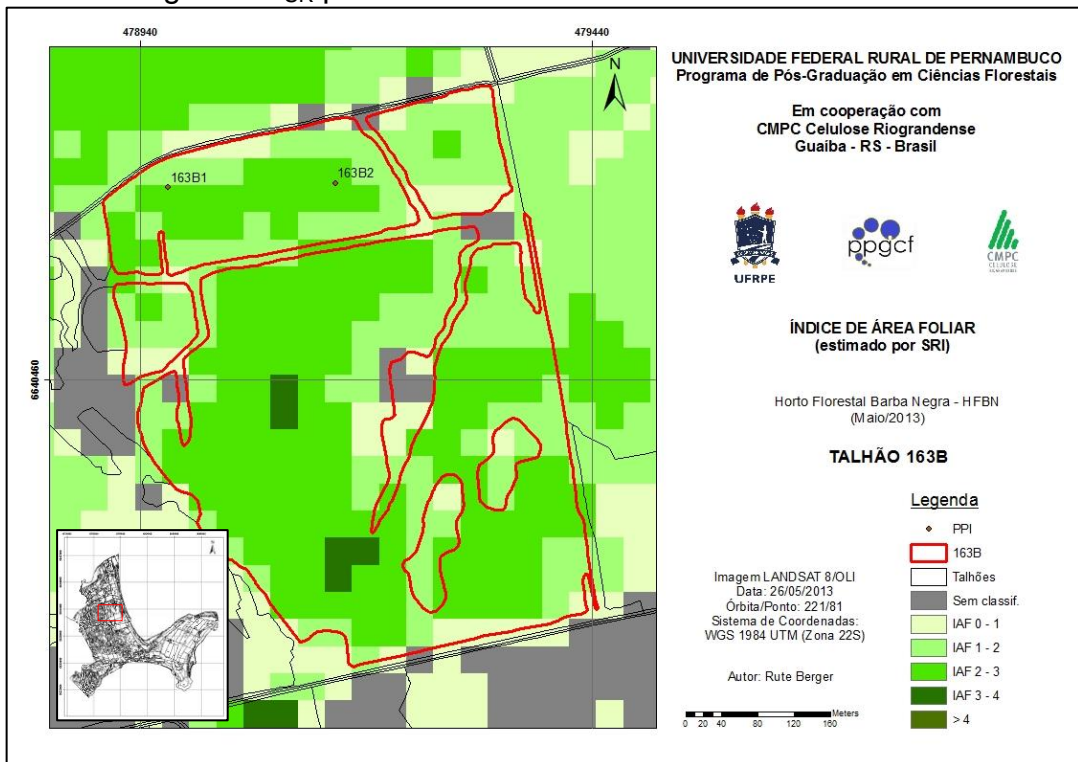 478940
479440
N
6640460
163B1
163B2
UNIVERSIDADE FEDERAL RURAL DE PERNAMBUCO
Programa de Pós-Graduação em Ciências Florestais
Em cooperação com
CMPC Celulose Riograndense
Guaíba - RS - Brasil
UFRPE
ppgcf
CMPC
CELULOSE
ÍNDICE DE ÁREA FOLIAR
(estimado por SRI)
Horto Florestal Barba Negra - HFBN
(Maio/2013)
TALHÃO 163B
Legenda
PPI
163B
Talhões
Sem classif.
IAF 0 - 1
IAF 1 - 2
IAF 2 - 3
IAF 3 - 4
> 4
Imagem LANDSAT 8/OLI
Data: 26/05/2013
Órbita/Ponto: 221/81
Sistema de Coordenadas:
WGS 1984 UTM (Zona 22S)
Autor: Rute Berger
Meters
0 20 40 80 120 160